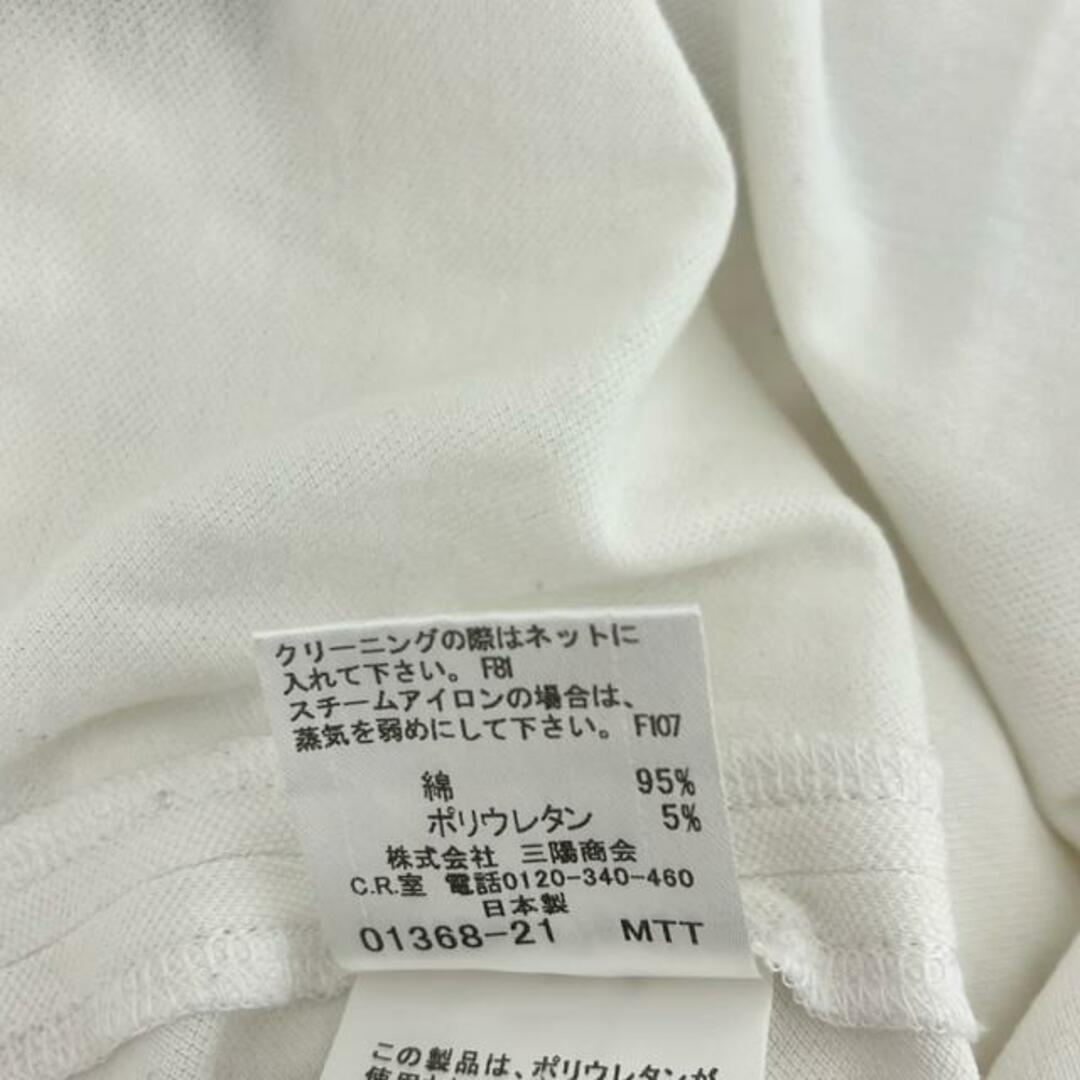 クリーニングの際はネットに
入れて下さい。 F81
スチームアイロンの場合は、
蒸気を弱めにして下さい。 F107
綿 95%
ポリウレタン 5%
株式会社 三陽商会
C.R.室 電話0120-340-460
日本製
01368-21 MTT
この製品は、ポリウレタンが